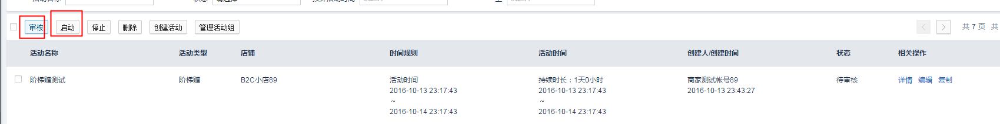 审核 启动 停止 删除 创建活动 管理活动组 共 7 页 共
活动名称 活动类型 店铺 时间规则 活动时间 创建人/创建时间 状态 相关操作
阶梯赠测试 阶梯赠 B2C小店89 活动时间 持续时长：1天0小时 商家测试帐号89 待审核 详情 编辑 复制
2016-10-13 23:17:43 2016-10-13 23:17:43 2016-10-13 23:43:27
~ ~
2016-10-14 23:17:43 2016-10-14 23:17:43